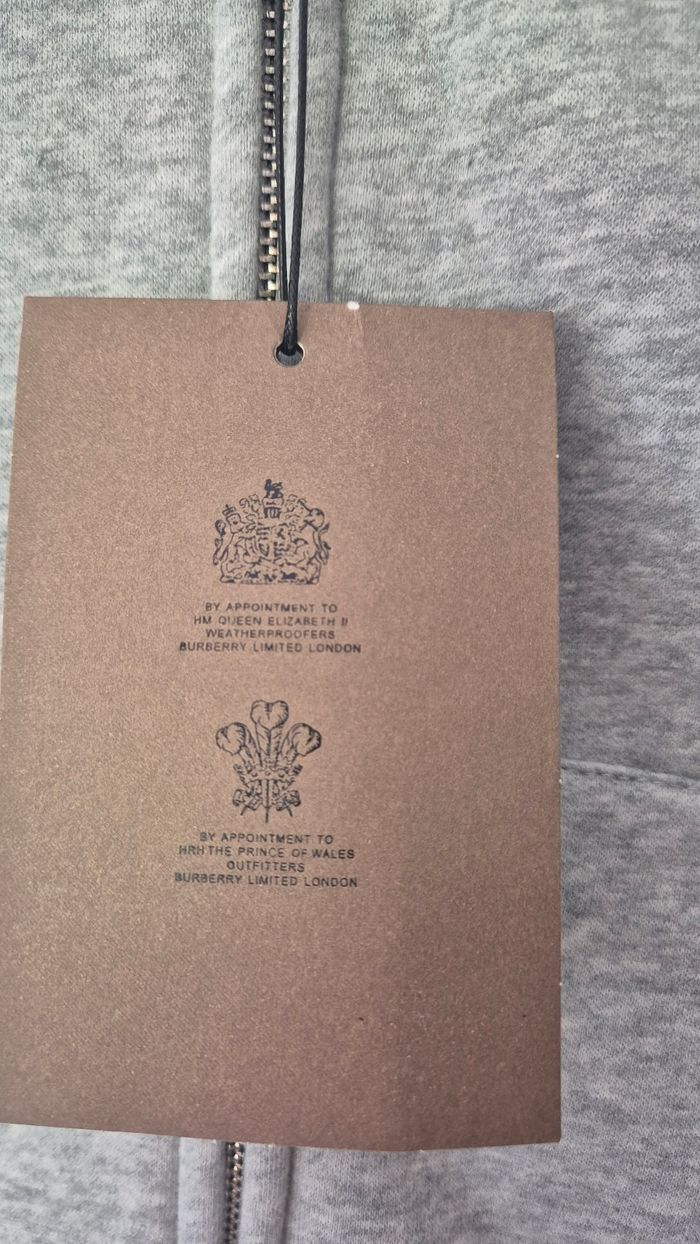 BY APPOINTMENT TO
HM QUEEN ELIZABETH II
WEATHERPROOFERS
BURBERRY LIMITED LONDON
BY APPOINTMENT TO
HRH THE PRINCE OF WALES
OUTFITTERS
BURBERRY LIMITED LONDON